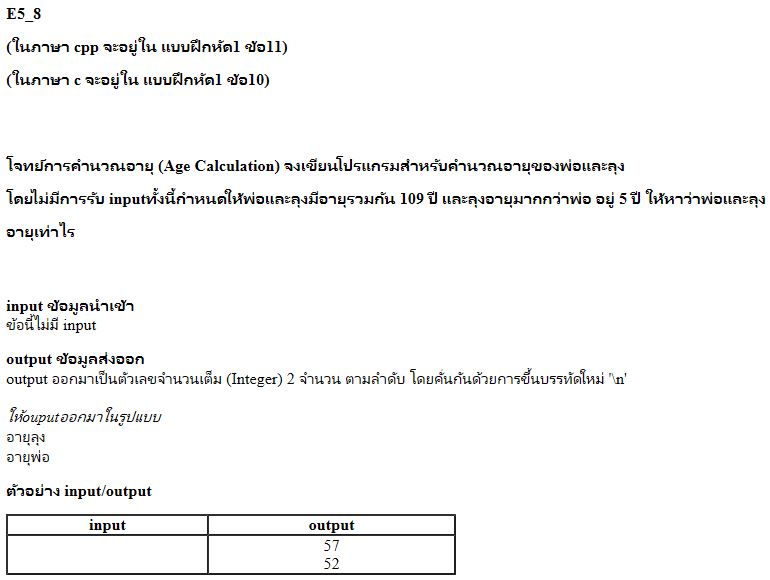 E5_8
(ในภาษา cpp จะอยู่ใน แบบฝึกหัด1 ข้อ11)
(ในภาษา c จะอยู่ใน แบบฝึกหัด1 ข้อ10)
โจทย์การคำนวณอายุ (Age Calculation) จงเขียนโปรแกรมสำหรับคำนวณอายุของพ่อและลุง
โดยไม่มีการรับ inputทั้งนี้กำหนดให้พ่อและลุงมีอายุรวมกัน 109 ปี และลุงอายุมากกว่าพ่อ อยู่ 5 ปี ให้หาว่าพ่อและลุง
อายุเท่าไร
input ข้อมูลนำเข้า
ข้อนี้ไม่มี input
output ข้อมูลส่งออก
output ออกมาเป็นตัวเลขจำนวนเต็ม (Integer) 2 จำนวน ตามลำดับ โดยคั่นกันด้วยการขึ้นบรรทัดใหม่ '\n'
ให้ouputออกมาในรูปแบบ
อายุลุง
อายุพ่อ
ตัวอย่าง input/output
input output
57
52